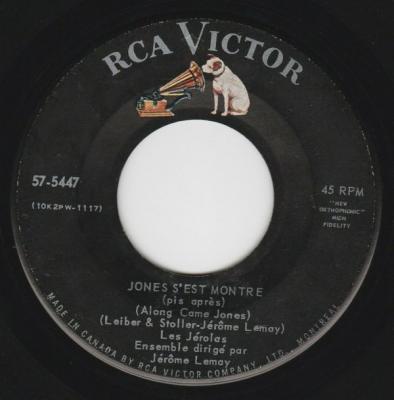 RCA VICTOR
57-5447
(10K2PW-1117)
45 RPM
"NEW
ORTHOPHONIC"
HIGH
FIDELITY
JONES S'EST MONTRE
(pis après)
(Along Came Jones)
(Leiber & Stoller-Jérôme Lemay)
Les Jérolas
Ensemble dirigé par
Jérôme Lemay
MADE IN CANADA BY RCA VICTOR COMPANY, LTD., MONTREAL